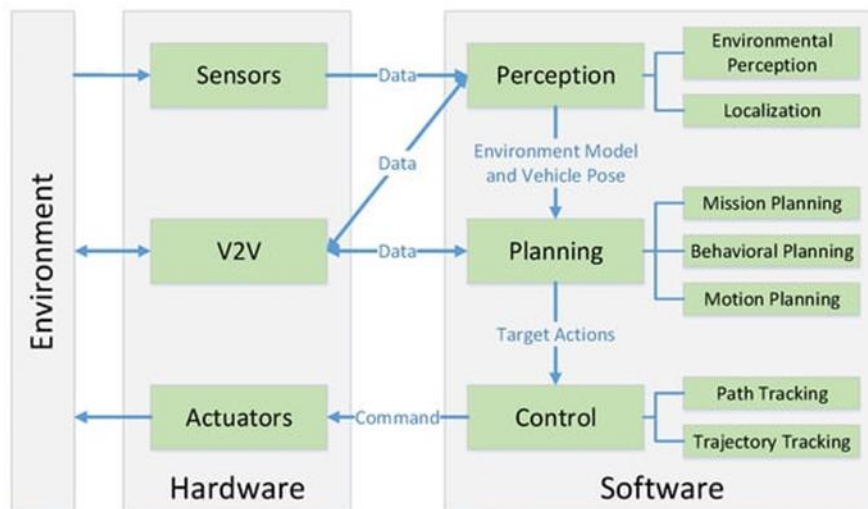 Environment
Hardware
Software
Sensors
Data
Perception
Environmental
Perception
Localization
Data
Environment Model
and Vehicle Pose
V2V
Data
Planning
Mission Planning
Behavioral Planning
Motion Planning
Target Actions
Actuators
Command
Control
Path Tracking
Trajectory Tracking